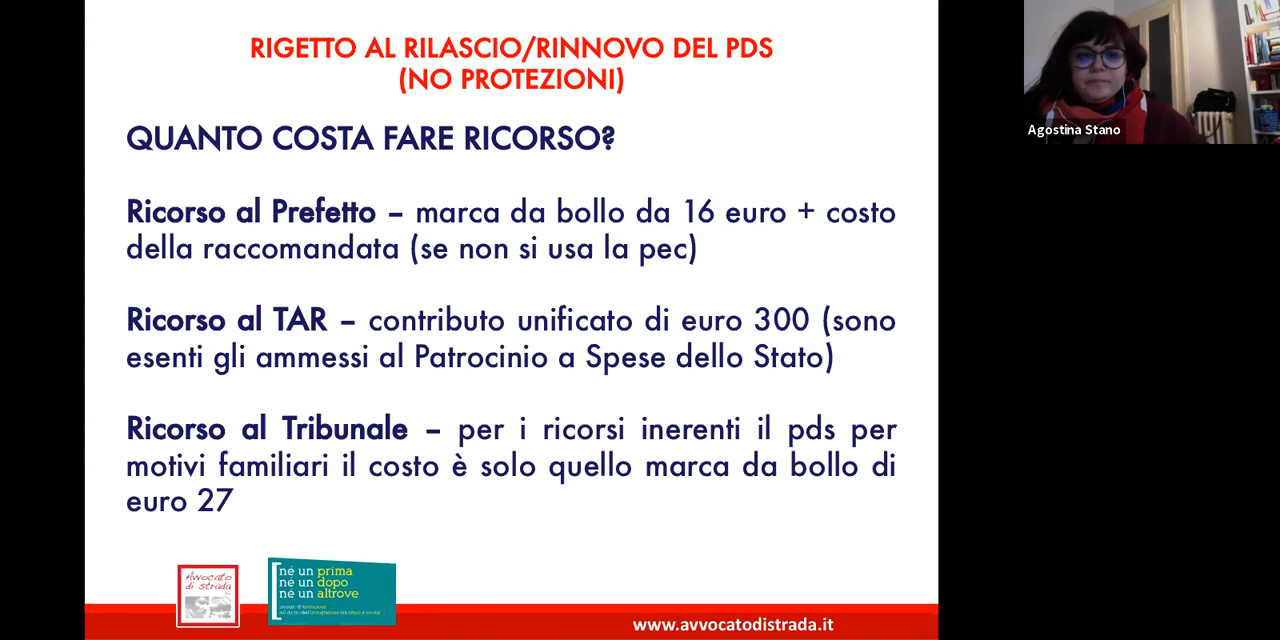 RIGETTO AL RILASCIO/RINNOVO DEL PDS
(NO PROTEZIONI)
QUANTO COSTA FARE RICORSO?
Ricorso al Prefetto – marca da bollo da 16 euro + costo
della raccomandata (se non si usa la pec)
Ricorso al TAR – contributo unificato di euro 300 (sono
esenti gli ammessi al Patrocinio a Spese dello Stato)
Ricorso al Tribunale – per i ricorsi inerenti il pds per
motivi familiari il costo è solo quello marca da bollo di
euro 27
Avvocato
di strada
né un prima
né un dopo
né un altrove
www.avvocatodistrada.it
Agostina Stano